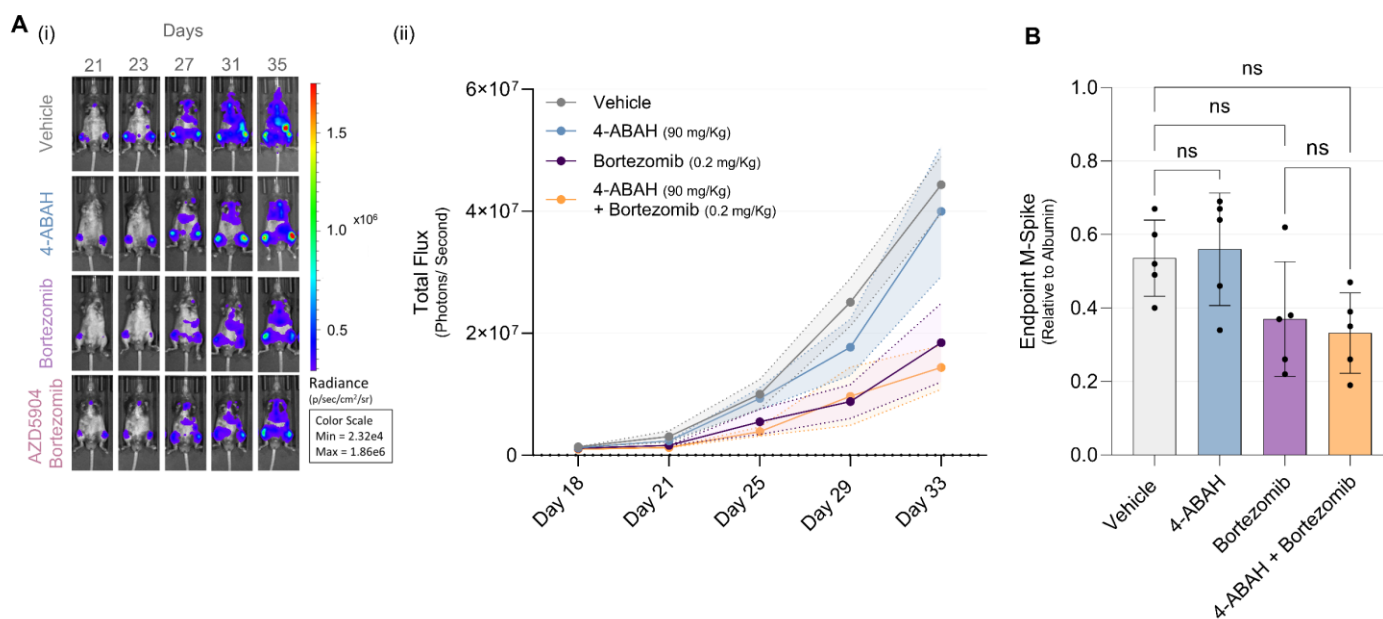 A
(i)
Days
21 23 27 31 35
Vehicle
4-ABAH
Bortezomib
AZD5904
Bortezomib
1.5
x10⁶
1.0
0.5
Radiance
(p/sec/cm²/sr)
Color Scale
Min = 2.32e4
Max = 1.86e6
(ii)
6×10⁷
4×10⁷
2×10⁷
0
Total Flux
(Photons/ Second)
Vehicle
4-ABAH (90 mg/Kg)
Bortezomib (0.2 mg/Kg)
4-ABAH (90 mg/Kg)
+ Bortezomib (0.2 mg/Kg)
Day 18
Day 21
Day 25
Day 29
Day 33
B
ns
ns
ns
ns
1.0
0.8
0.6
0.4
0.2
0.0
Endpoint M-Spike
(Relative to Albumin)
Vehicle
4-ABAH
Bortezomib
4-ABAH + Bortezomib